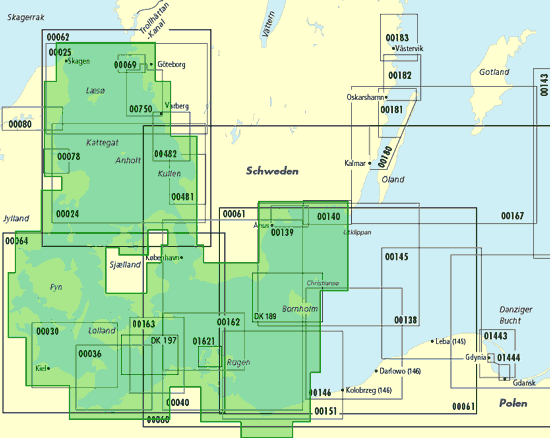 Skagerrak
Trollhättan
-Kanal
Vättern
00062
00025
Skagen
00069
Göteborg
00183
Västervik
00182
Gotland
00143
Læsø
Oskarshamn
00181
00750
Varberg
00080
Kattegat
00078
Anholt
00482
Kullen
Schweden
Kalmar
00180
Öland
00481
Jylland
00024
00061
00140
00167
Åhus
00139
Utklippan
00064
Sjælland
København
00145
Fyn
Christiansø
DK 189
Bornholm
Danziger
Bucht
00030
Lolland
00163
00162
00138
00443
Leba (145)
DK 197
01621
Gdynia
01444
00036
Kiel
Rugen
Darlowo (146)
Gdansk
00040
00146
Kolobrzeg (146)
00061
Polen
00060
00151